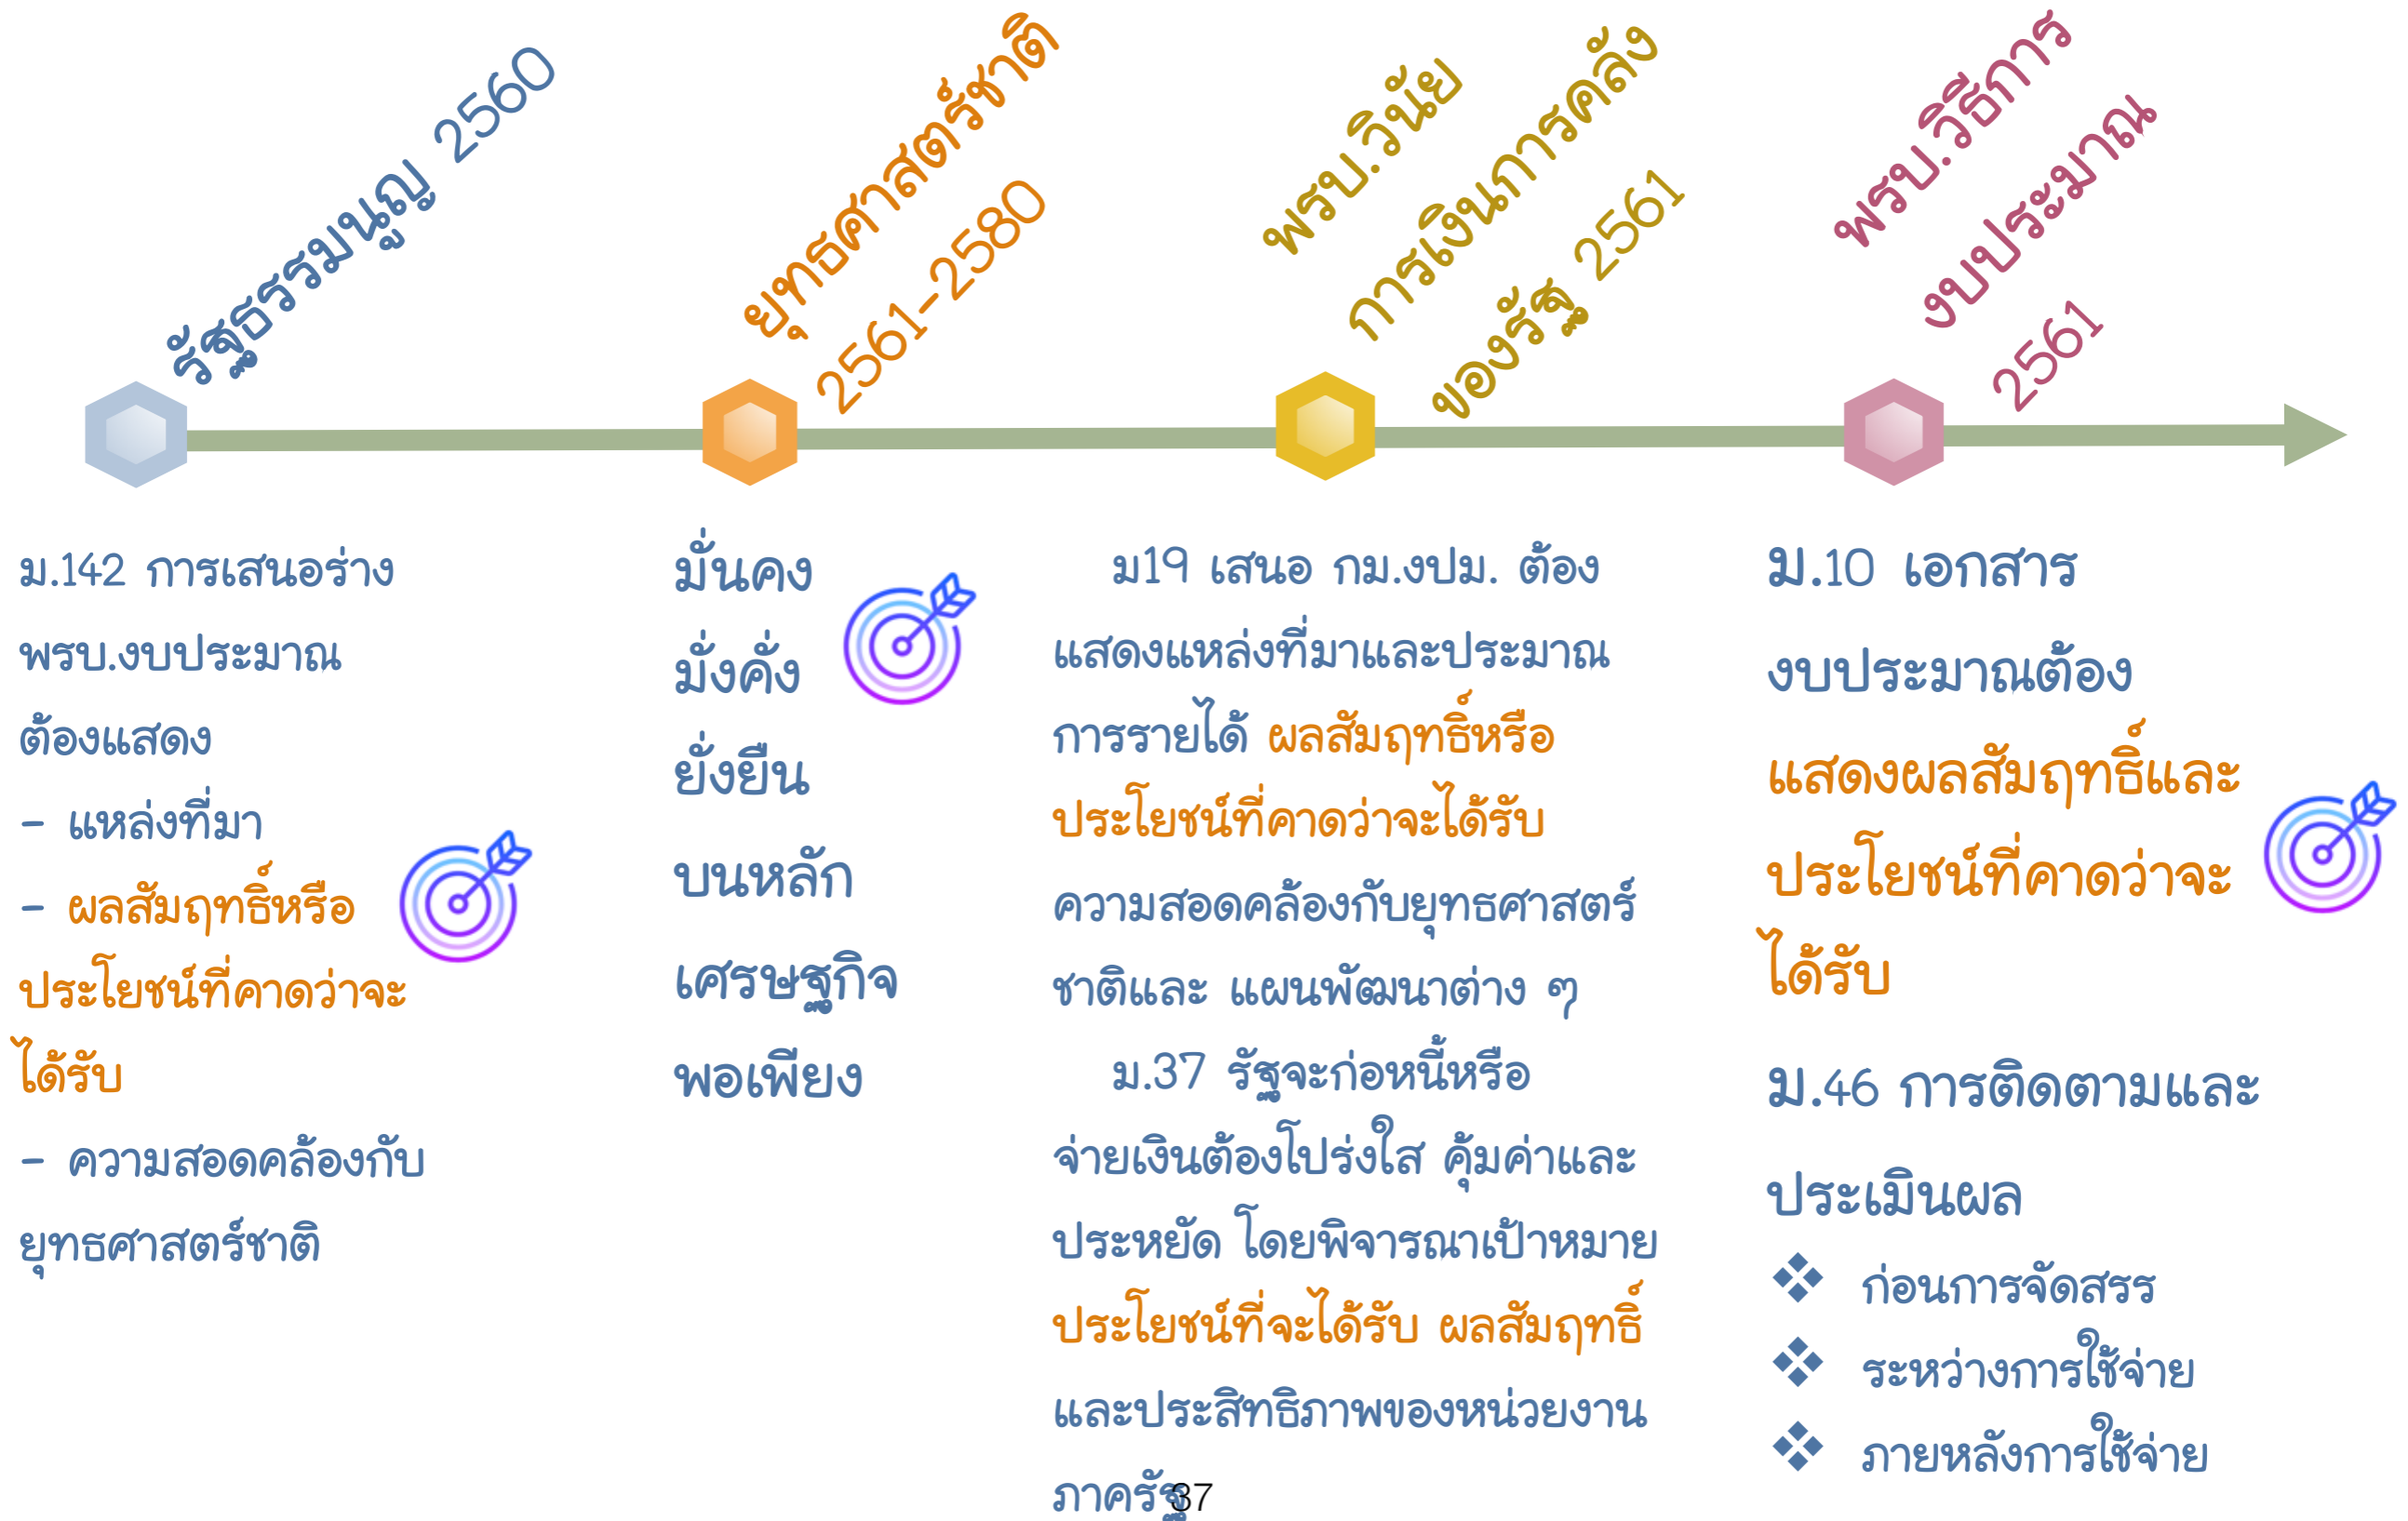 รัฐธรรมนูญ 2560
ยุทธศาสตร์ชาติ
2561-2580
พรบ.วินัย
การเงินการคลัง
ของรัฐ 2561
พรบ.วิธีการ
งบประมาณ
2561
ม.142 การเสนอร่าง
พรบ.งบประมาณ
ต้องแสดง
- แหล่งที่มา
- ผลสัมฤทธิ์หรือ
ประโยชน์ที่คาดว่าจะ
ได้รับ
- ความสอดคล้องกับ
ยุทธศาสตร์ชาติ
มั่นคง
มั่งคั่ง
ยั่งยืน
บนหลัก
เศรษฐกิจ
พอเพียง
ม19 เสนอ กม.งปม. ต้อง
แสดงแหล่งที่มาและประมาณ
การรายได้ ผลสัมฤทธิ์หรือ
ประโยชน์ที่คาดว่าจะได้รับ
ความสอดคล้องกับยุทธศาสตร์
ชาติและ แผนพัฒนาต่าง ๆ
ม.37 รัฐจะก่อหนี้หรือ
จ่ายเงินต้องโปร่งใส คุ้มค่าและ
ประหยัด โดยพิจารณาเป้าหมาย
ประโยชน์ที่จะได้รับ ผลสัมฤทธิ์
และประสิทธิภาพของหน่วยงาน
ภาครัฐ
ม.10 เอกสาร
งบประมาณต้อง
แสดงผลสัมฤทธิ์และ
ประโยชน์ที่คาดว่าจะ
ได้รับ
ม.46 การติดตามและ
ประเมินผล
❖ ก่อนการจัดสรร
❖ ระหว่างการใช้จ่าย
❖ ภายหลังการใช้จ่าย
37